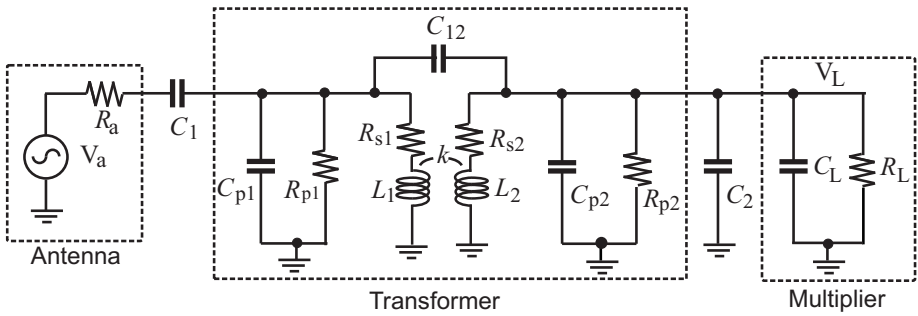 C12
VL
Ra
C1
Rs1
Rs2
Va
k
Cp1
Rp1
L1
L2
Cp2
Rp2
C2
CL
RL
Antenna
Transformer
Multiplier